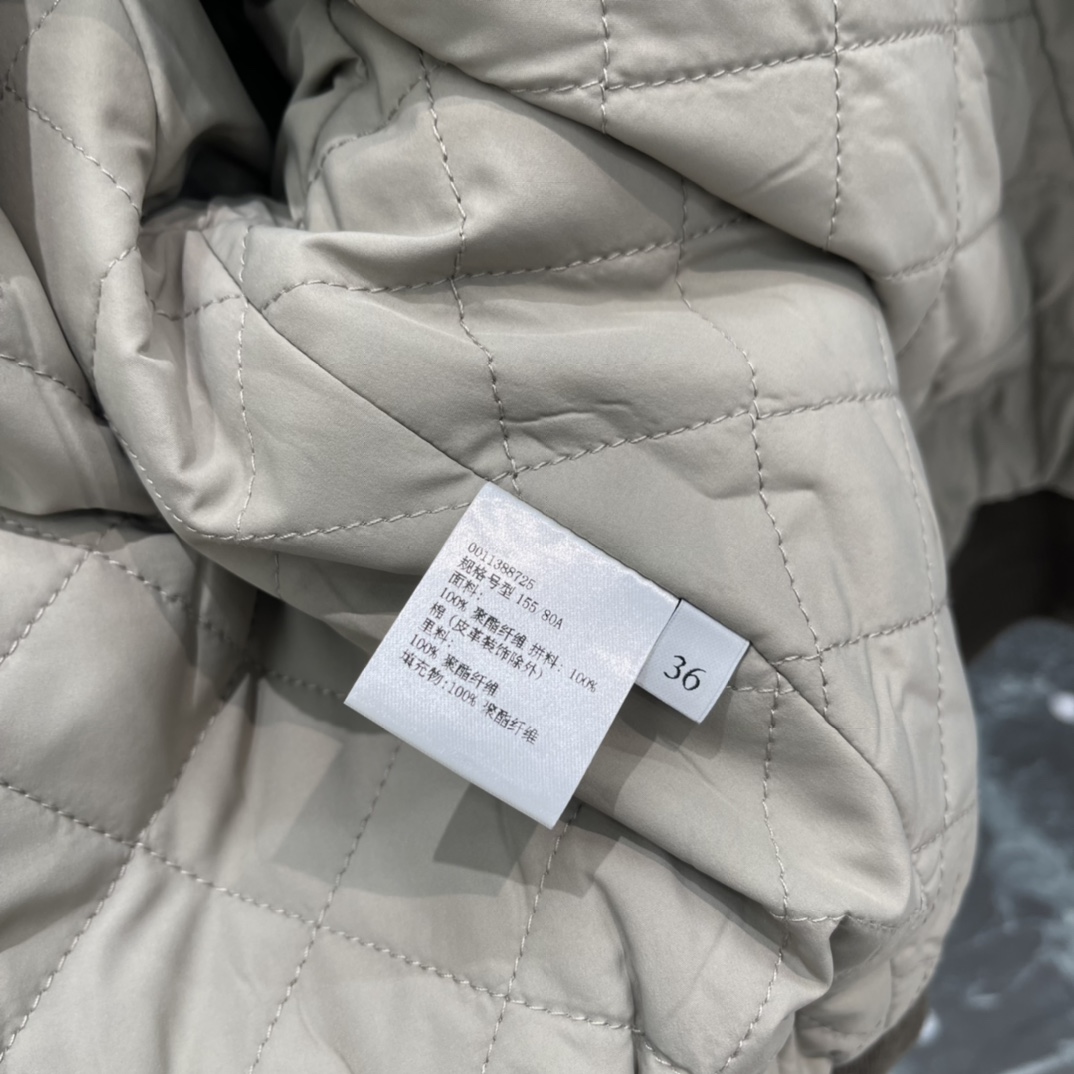 0011388725
规格号型 155/80A
面料:
100% 聚酯纤维 拼料: 100%
棉 (皮革装饰除外)
里料:
100% 聚酯纤维
填充物:100% 聚酯纤维
36